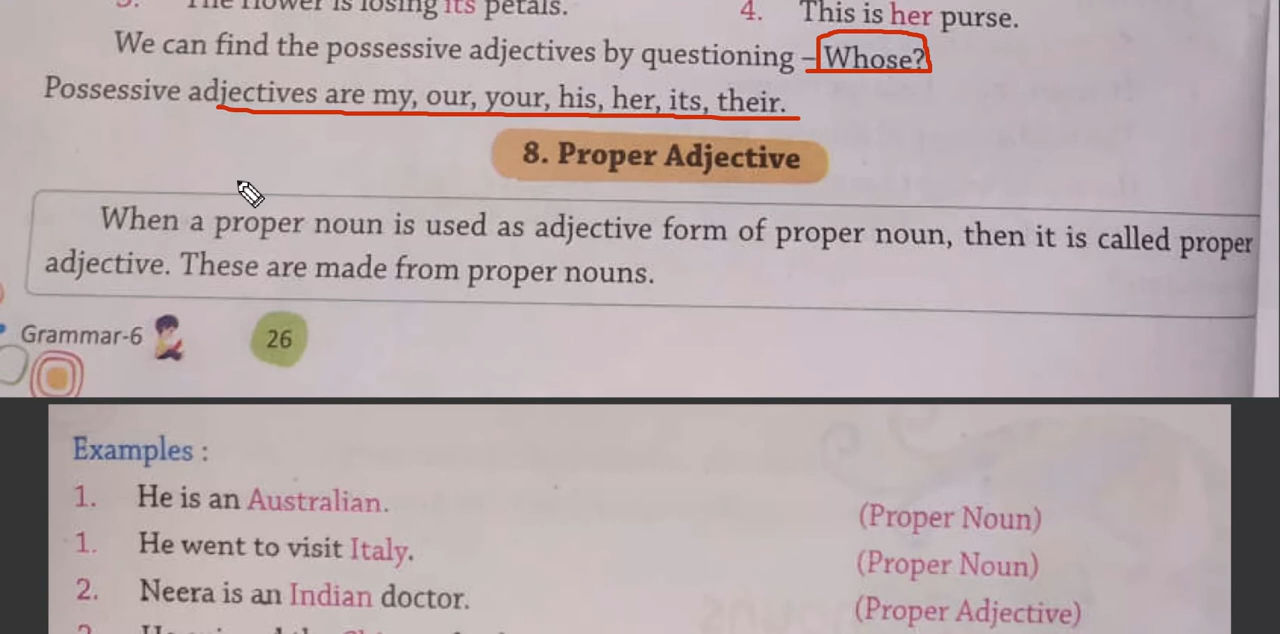 The flower is losing its petals. 4. This is her purse.
We can find the possessive adjectives by questioning – Whose?
Possessive adjectives are my, our, your, his, her, its, their.
8. Proper Adjective
When a proper noun is used as adjective form of proper noun, then it is called proper
adjective. These are made from proper nouns.
Grammar-6 26
Examples :
1. He is an Australian. (Proper Noun)
1. He went to visit Italy. (Proper Noun)
2. Neera is an Indian doctor. (Proper Adjective)